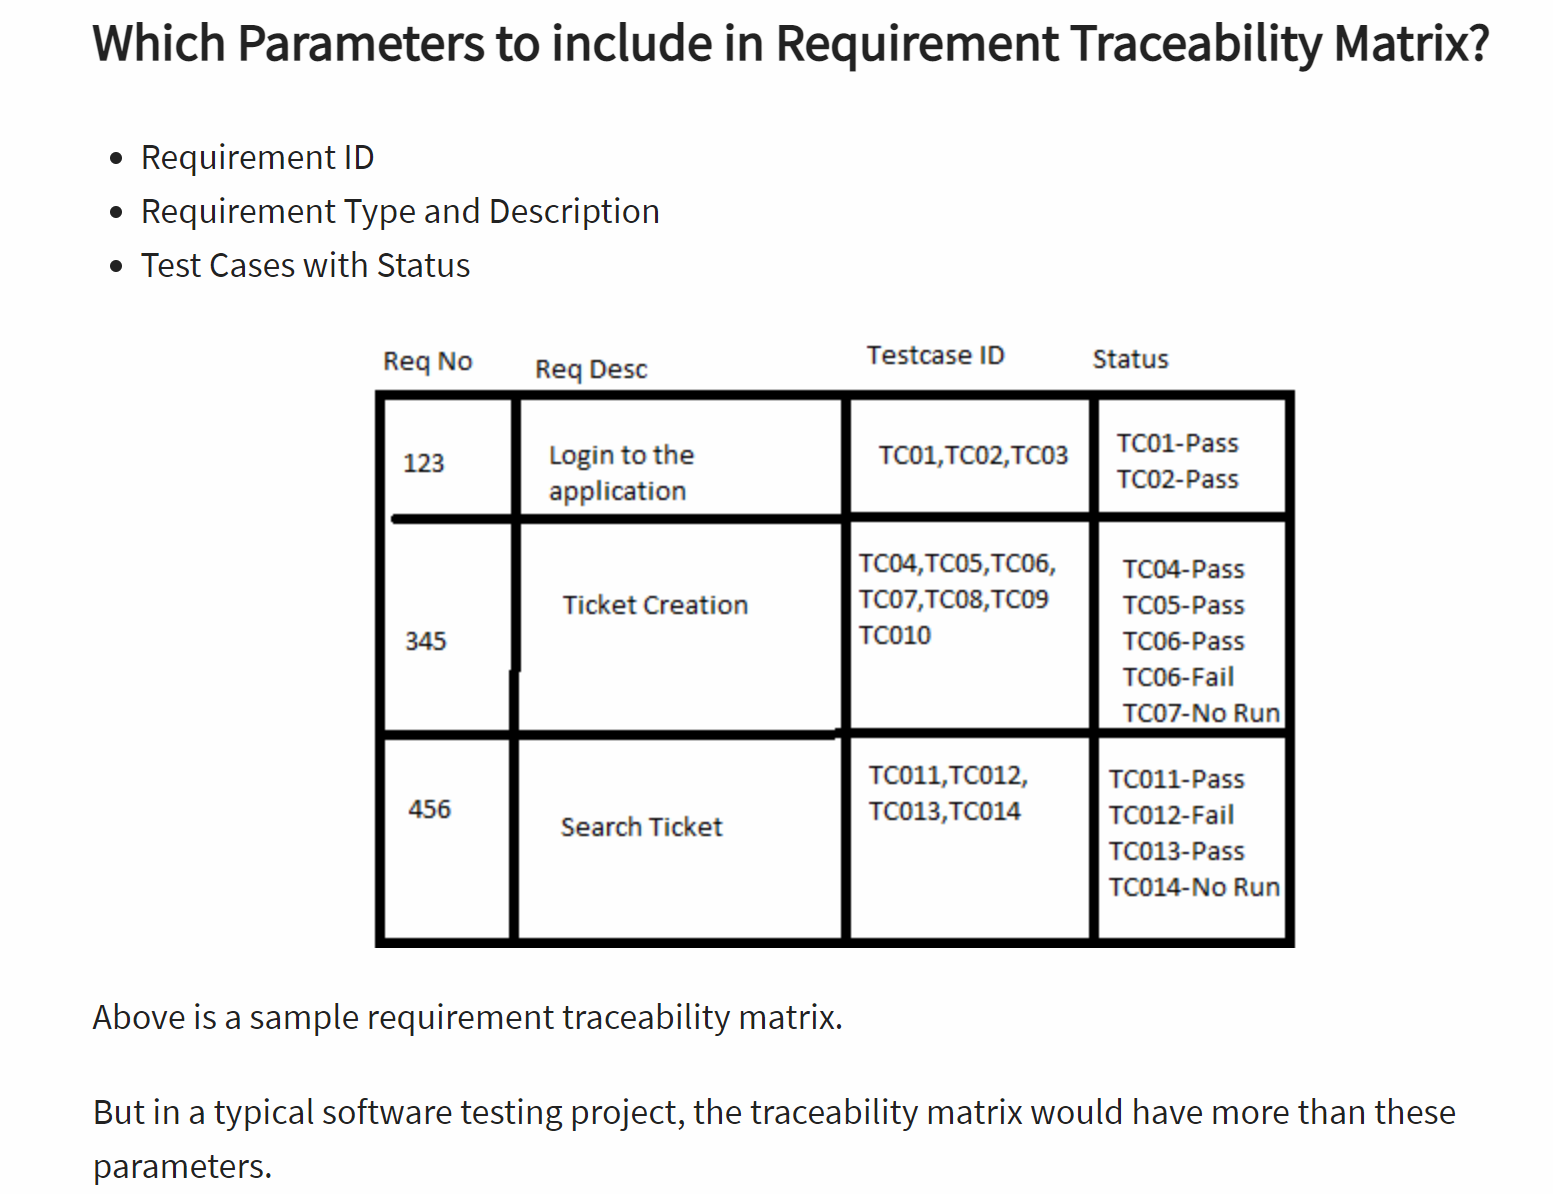 Which Parameters to include in Requirement Traceability Matrix?
• Requirement ID
• Requirement Type and Description
• Test Cases with Status
Req No Req Desc Testcase ID Status
123
Login to the
application
TC01,TC02,TC03
TC01-Pass
TC02-Pass
345
Ticket Creation
TC04,TC05,TC06,
TC07,TC08,TC09
TC010
TC04-Pass
TC05-Pass
TC06-Pass
TC06-Fail
TC07-No Run
456
Search Ticket
TC011,TC012,
TC013,TC014
TC011-Pass
TC012-Fail
TC013-Pass
TC014-No Run
Above is a sample requirement traceability matrix.
But in a typical software testing project, the traceability matrix would have more than these
parameters.